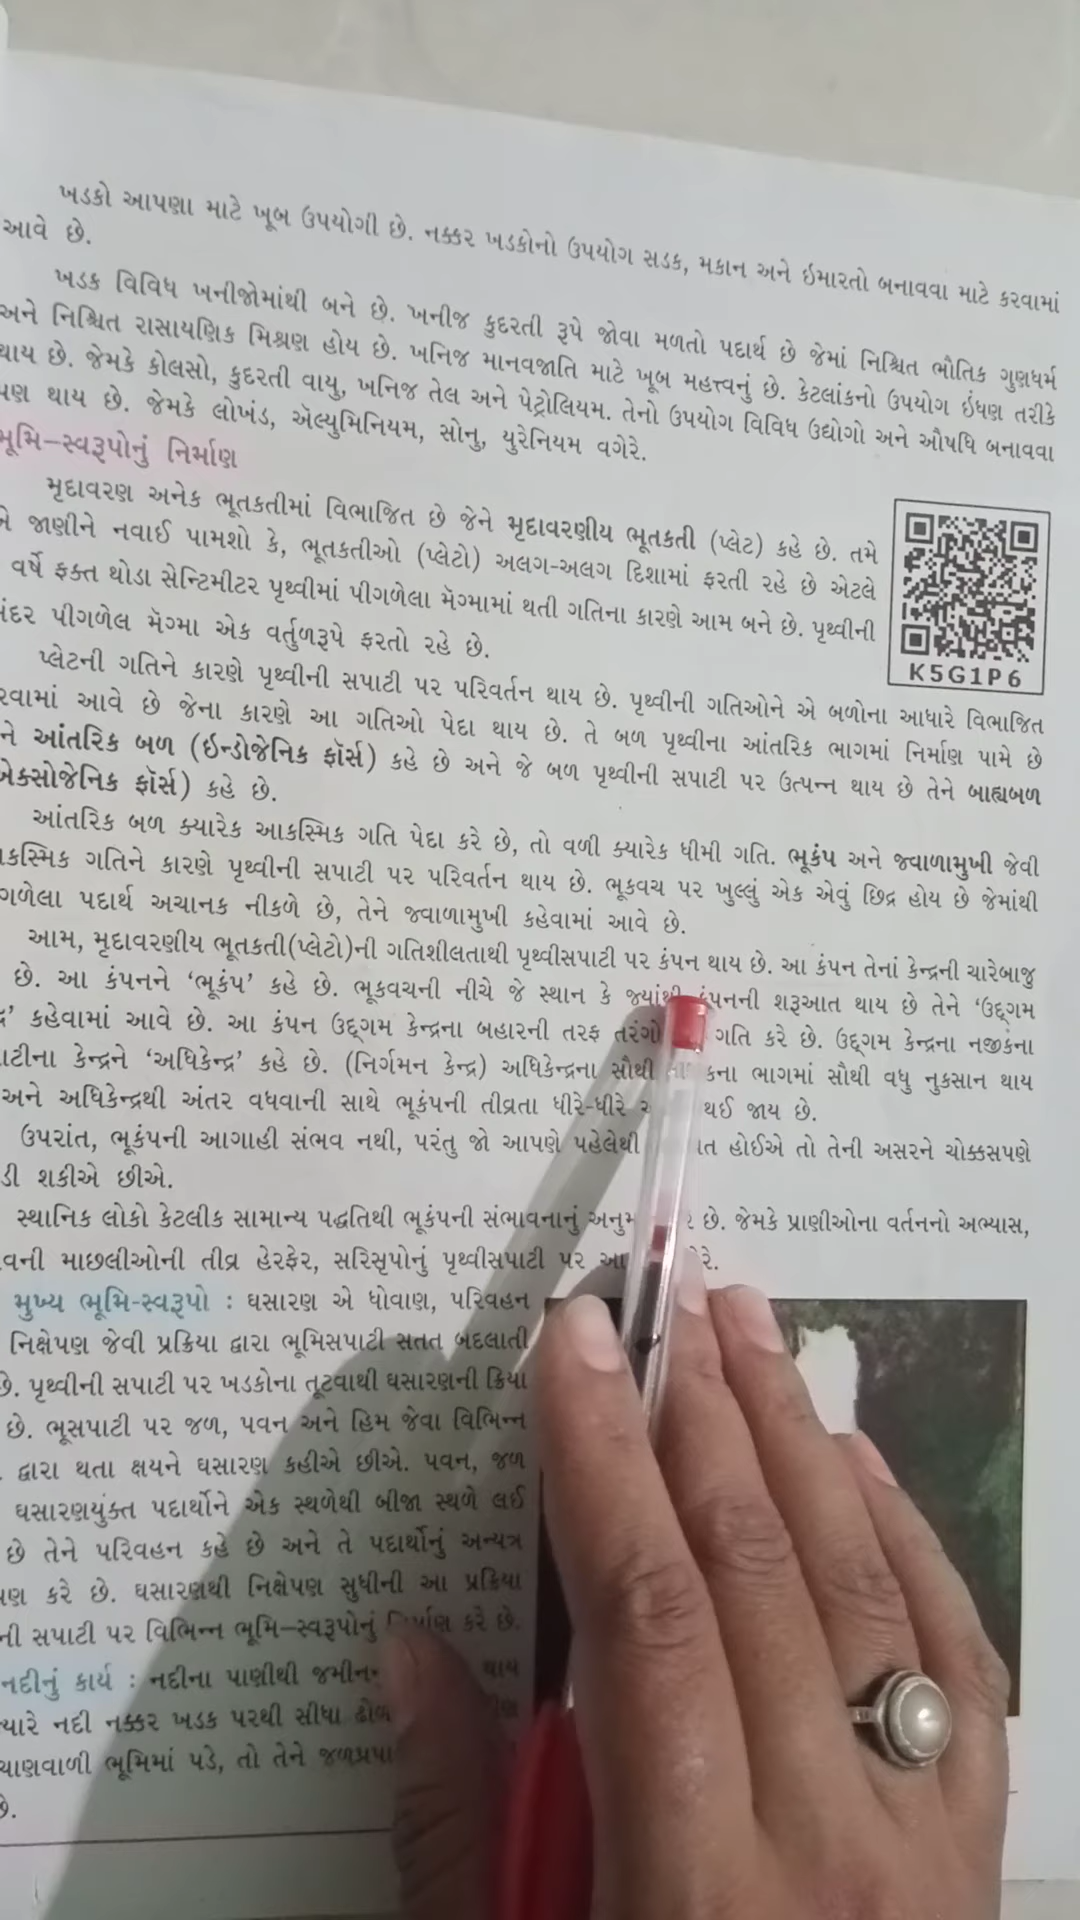 ખડકો આપણા માટે ખૂબ ઉપયોગી છે. નક્કર ખડકોનો ઉપયોગ સડક, મકાન અને ઇમારતો બનાવવા માટે કરવામાં
આવે છે.
ખડક વિવિધ ખનીજોમાંથી બને છે. ખનીજ કુદરતી રૂપે જોવા મળતો પદાર્થ છે જેમાં નિશ્ચિત ભૌતિક ગુણધર્મ
અને નિશ્ચિત રાસાયણિક મિશ્રણ હોય છે. ખનિજ માનવજાતિ માટે ખૂબ મહત્ત્વનું છે. કેટલાંકનો ઉપયોગ ઇંધણ તરીકે
થાય છે. જેમકે કોલસો, કુદરતી વાયુ, ખનિજ તેલ અને પેટ્રોલિયમ. તેનો ઉપયોગ વિવિધ ઉદ્યોગો અને ઔષધિ બનાવવા
પણ થાય છે. જેમકે લોખંડ, ઍલ્યુમિનિયમ, સોનુ, યુરેનિયમ વગેરે.
ભૂમિ-સ્વરૂપોનું નિર્માણ
મૃદાવરણ અનેક ભૂતકતીમાં વિભાજિત છે જેને મૃદાવરણીય ભૂતકતી (પ્લેટ) કહે છે. તમે
એ જાણીને નવાઈ પામશો કે, ભૂતકતીઓ (પ્લેટો) અલગ-અલગ દિશામાં ફરતી રહે છે એટલે
વર્ષે ફક્ત થોડા સેન્ટિમીટર પૃથ્વીમાં પીગળેલા મૅગ્મામાં થતી ગતિના કારણે આમ બને છે. પૃથ્વીની
અંદર પીગળેલ મૅગ્મા એક વર્તુળરૂપે ફરતો રહે છે.
K5G1P6
પ્લેટની ગતિને કારણે પૃથ્વીની સપાટી પર પરિવર્તન થાય છે. પૃથ્વીની ગતિઓને એ બળોના આધારે વિભાજિત
કરવામાં આવે છે જેના કારણે આ ગતિઓ પેદા થાય છે. તે બળ પૃથ્વીના આંતરિક ભાગમાં નિર્માણ પામે છે
ને આંતરિક બળ (ઇન્ડોજેનિક ફૉર્સ) કહે છે અને જે બળ પૃથ્વીની સપાટી પર ઉત્પન્ન થાય છે તેને બાહ્યબળ
એક્સોજેનિક ફૉર્સ) કહે છે.
આંતરિક બળ ક્યારેક આકસ્મિક ગતિ પેદા કરે છે, તો વળી ક્યારેક ધીમી ગતિ. ભૂકંપ અને જ્વાળામુખી જેવી
કસ્મિક ગતિને કારણે પૃથ્વીની સપાટી પર પરિવર્તન થાય છે. ભૂકવચ પર ખુલ્લું એક એવું છિદ્ર હોય છે જેમાંથી
ગળેલા પદાર્થ અચાનક નીકળે છે, તેને જ્વાળામુખી કહેવામાં આવે છે.
આમ, મૃદાવરણીય ભૂતકતી(પ્લેટો)ની ગતિશીલતાથી પૃથ્વીસપાટી પર કંપન થાય છે. આ કંપન તેનાં કેન્દ્રની ચારેબાજુ
છે. આ કંપનને ‘ભૂકંપ’ કહે છે. ભૂકવચની નીચે જે સ્થાન કે જ્યાંથી કંપનની શરૂઆત થાય છે તેને ‘ઉદ્દગમ
કહેવામાં આવે છે. આ કંપન ઉદ્દગમ કેન્દ્રના બહારની તરફ તરંગો ગતિ કરે છે. ઉદ્દગમ કેન્દ્રના નજીકના
ટીના કેન્દ્રને ‘અધિકેન્દ્ર’ કહે છે. (નિર્ગમન કેન્દ્ર) અધિકેન્દ્રના સૌથી કના ભાગમાં સૌથી વધુ નુકસાન થાય
અને અધિકેન્દ્રથી અંતર વધવાની સાથે ભૂકંપની તીવ્રતા ધીરે-ધીરે થઈ જાય છે.
ઉપરાંત, ભૂકંપની આગાહી સંભવ નથી, પરંતુ જો આપણે પહેલેથી હોઈએ તો તેની અસરને ચોક્કસપણે
ડી શકીએ છીએ.
સ્થાનિક લોકો કેટલીક સામાન્ય પદ્ધતિથી ભૂકંપની સંભાવનાનું અનુમ છે. જેમકે પ્રાણીઓના વર્તનનો અભ્યાસ,
વની માછલીઓની તીવ્ર હેરફેર, સરિસૃપોનું પૃથ્વીસપાટી પર
મુખ્ય ભૂમિ-સ્વરૂપો : ઘસારણ એ ધોવાણ, પરિવહન
નિક્ષેપણ જેવી પ્રક્રિયા દ્વારા ભૂમિસપાટી સતત બદલાતી
છે. પૃથ્વીની સપાટી પર ખડકોના તૂટવાથી ઘસારણની ક્રિયા
છે. ભૂસપાટી પર જળ, પવન અને હિમ જેવા વિભિન્ન
દ્વારા થતા ક્ષયને ઘસારણ કહીએ છીએ. પવન, જળ
ઘસારણયુંક્ત પદાર્થોને એક સ્થળેથી બીજા સ્થળે લઈ
છે તેને પરિવહન કહે છે અને તે પદાર્થોનું અન્યત્ર
પણ કરે છે. ઘસારણથી નિક્ષેપણ સુધીની આ પ્રક્રિયા
ની સપાટી પર વિભિન્ન ભૂમિ-સ્વરૂપોનું નિર્માણ કરે છે.
નદીનું કાર્ય : નદીના પાણીથી જમીન થાય
ત્યારે નદી નક્કર ખડક પરથી સીધા ઢોળ
ચાણવાળી ભૂમિમાં પડે, તો તેને જળપ્રપા
છે.